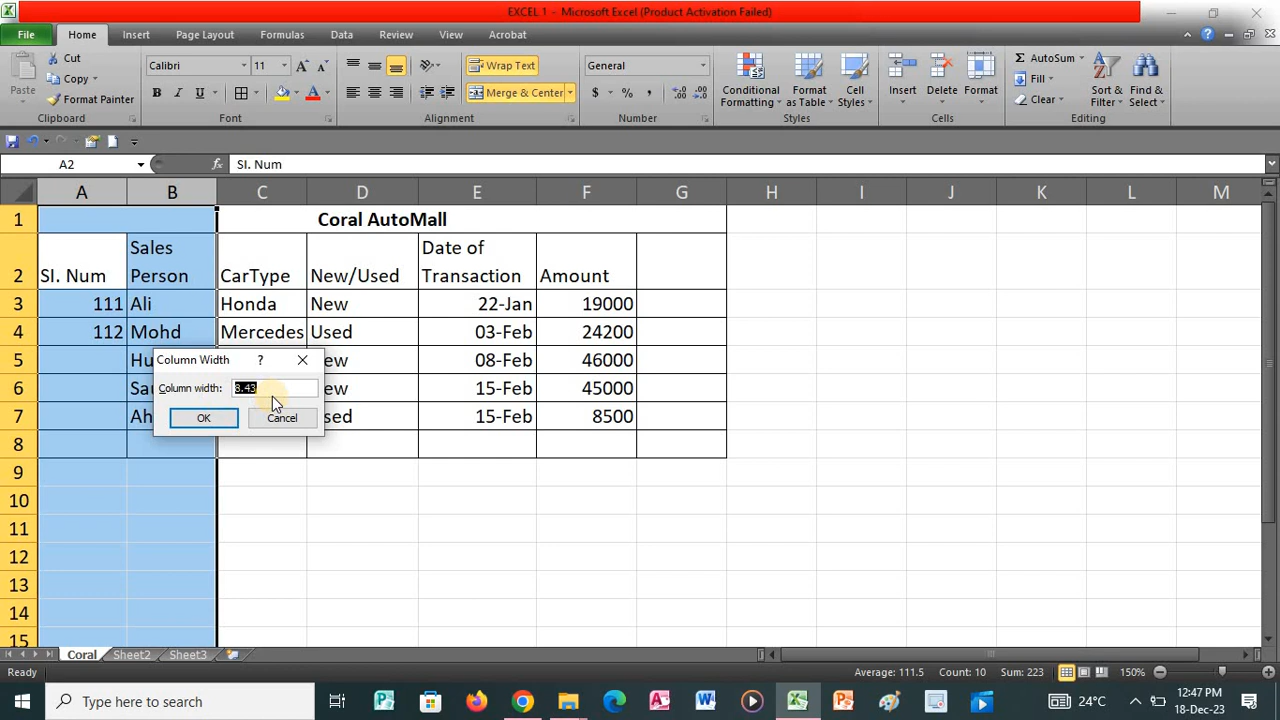 EXCEL 1 - Microsoft Excel (Product Activation Failed)
File Home Insert Page Layout Formulas Data Review View Acrobat
Paste
Cut
Copy
Format Painter
Clipboard
Calibri 11
B I U A
Font
Wrap Text
Merge & Center
Alignment
General
$ % ,
Number
Conditional Formatting
Format as Table
Cell Styles
Styles
Insert
Delete
Format
Cells
AutoSum
Fill
Clear
Sort & Filter
Find & Select
Editing
A2 fx SI. Num
A B C D E F G H I J K L M
1 Coral AutoMall
2 SI. Num Sales Person CarType New/Used Date of Transaction Amount
3 111 Ali Honda New 22-Jan 19000
4 112 Mohd Mercedes Used 03-Feb 24200
5 Hu ew 08-Feb 46000
6 Sau ew 15-Feb 45000
7 Ah sed 15-Feb 8500
8
9
10
11
12
13
14
15
Column Width ?
Column width: 8.43
OK Cancel
Coral Sheet2 Sheet3
Ready Average: 111.5 Count: 10 Sum: 223 150%
Type here to search
24°C
12:47 PM
18-Dec-23